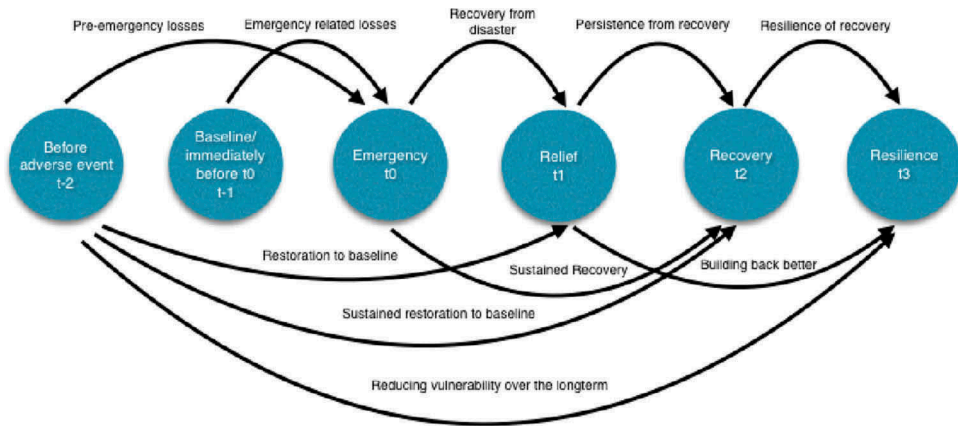 Pre-emergency losses
Emergency related losses
Recovery from
disaster
Persistence from recovery
Resilience of recovery
Before
adverse event
t-2
Baseline/
immediately
before t0
t-1
Emergency
t0
Relief
t1
Recovery
t2
Resilience
t3
Restoration to baseline
Sustained Recovery
Building back better
Sustained restoration to baseline
Reducing vulnerability over the longterm